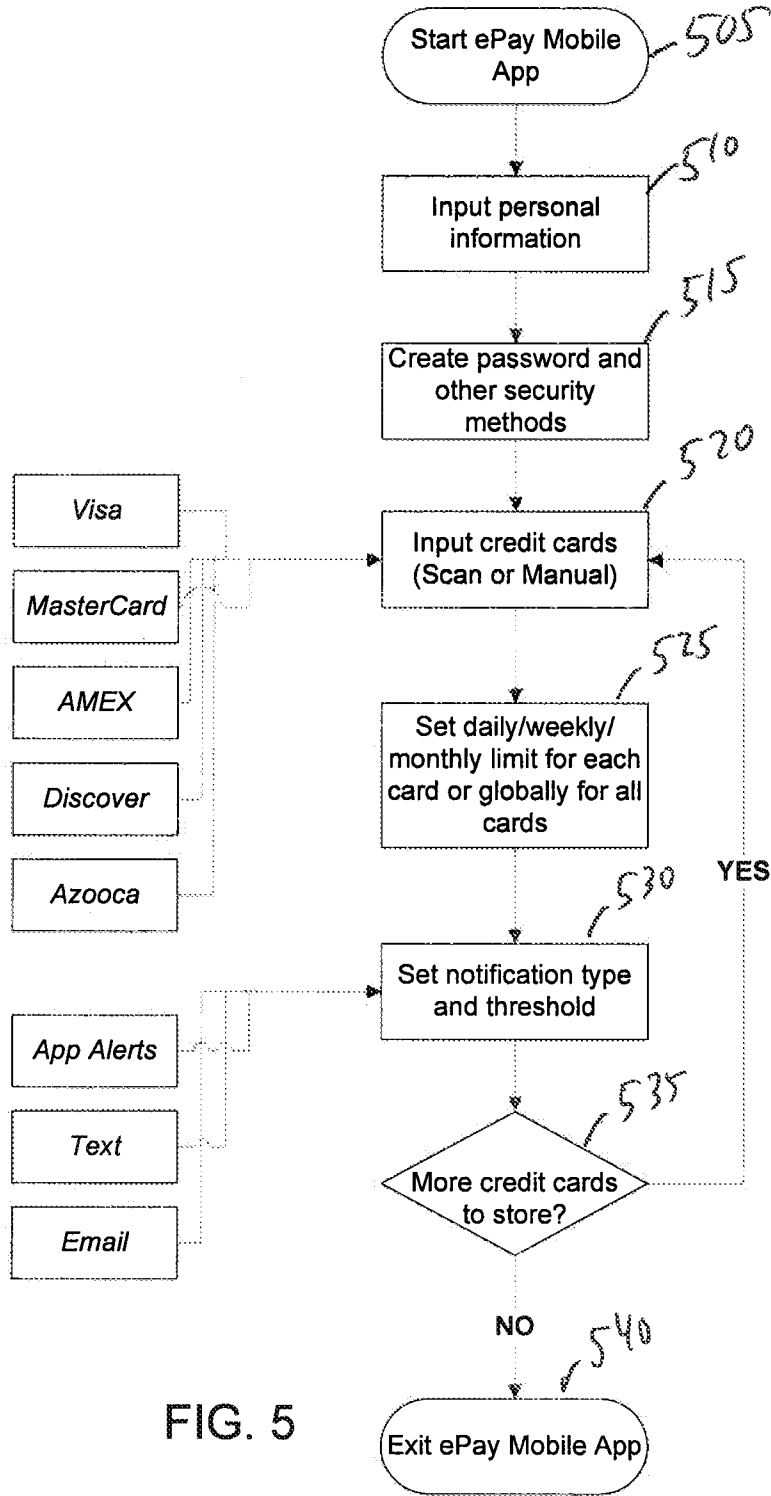 Start ePay Mobile
App
505
510
Input personal
information
515
Create password and
other security
methods
520
Visa
Input credit cards
(Scan or Manual)
MasterCard
AMEX
525
Set daily/weekly/
monthly limit for each
card or globally for all
cards
Discover
Azooca
YES
530
Set notification type
and threshold
App Alerts
Text
535
More credit cards
to store?
Email
NO
540
FIG. 5
Exit ePay Mobile App